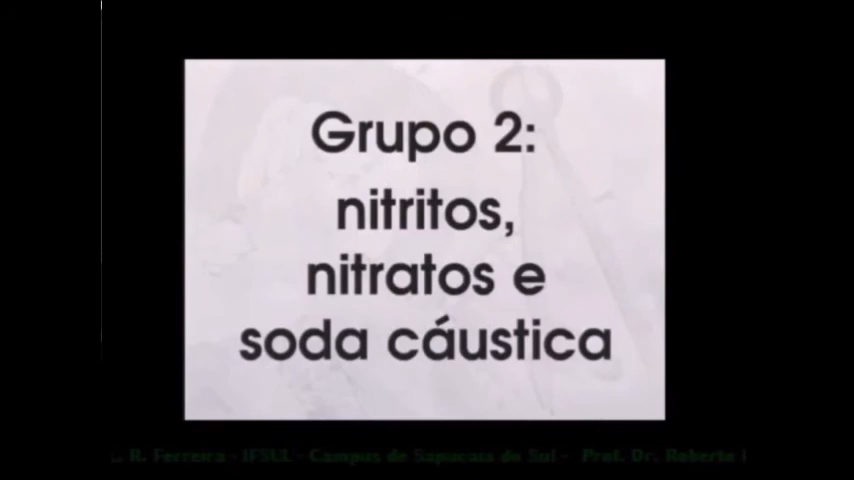 Grupo 2:
nitritos,
nitratos e
soda cáustica
R. Ferreira - IFSUL - Campus de Sapucaia do Sul - Prof. Dr. Roberto